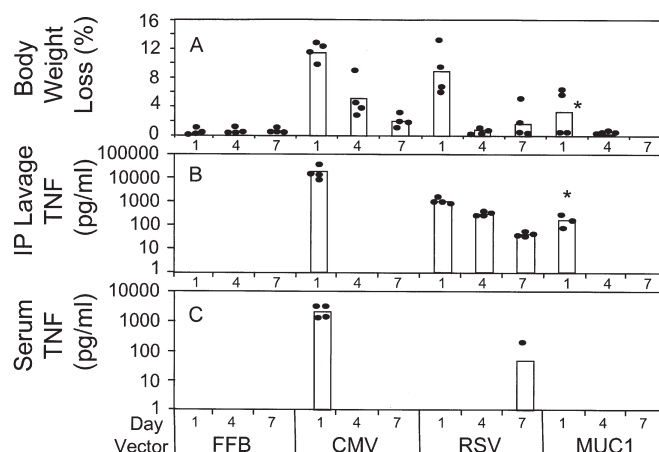 Body Weight Loss (%)
16
12
8
4
0
A
*
1 4 7 1 4 7 1 4 7 1 4 7
IP Lavage TNF (pg/ml)
100000
10000
1000
100
10
1
B
*
1 4 7 1 4 7 1 4 7 1 4 7
Serum TNF (pg/ml)
10000
1000
100
10
1
C
Day 1 4 7 1 4 7 1 4 7 1 4 7
Vector FFB CMV RSV MUC1